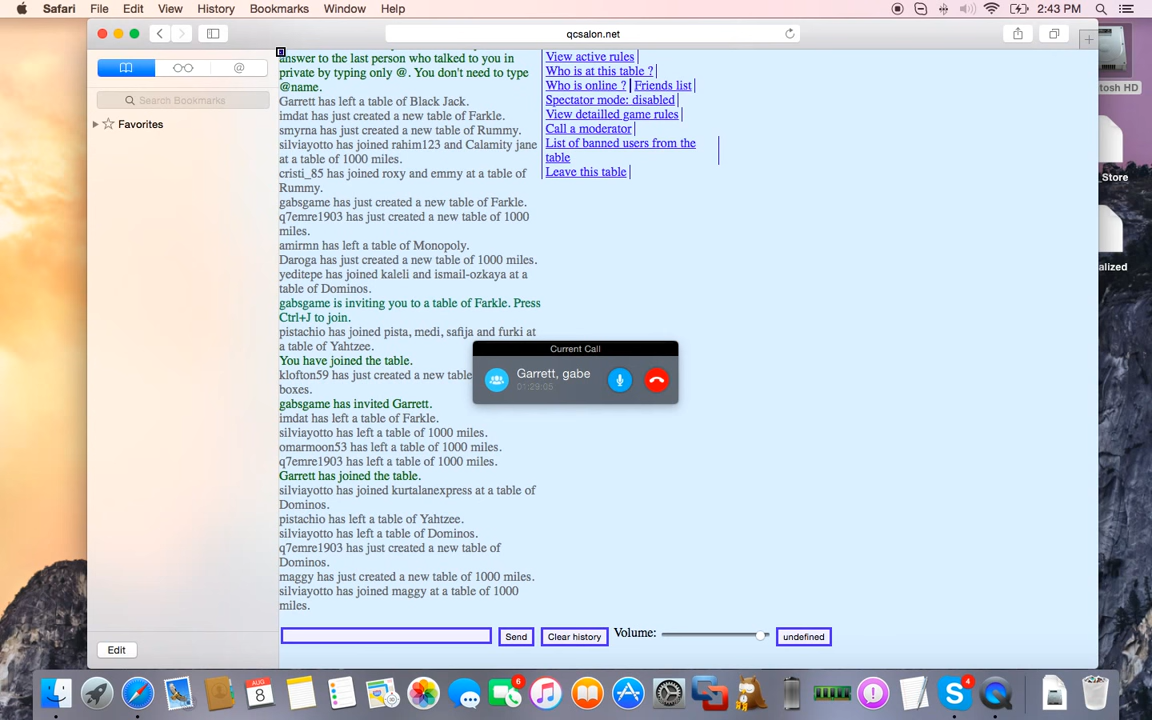 Safari File Edit View History Bookmarks Window Help 2:43 PM
qcsalon.net
Search Bookmarks
Favorites
Edit
answer to the last person who talked to you in
private by typing only @. You don't need to type
@name.
Garrett has left a table of Black Jack.
imdat has just created a new table of Farkle.
smyrna has just created a new table of Rummy.
silviayotto has joined rahim123 and Calamity jane
at a table of 1000 miles.
cristi_85 has joined roxy and emmy at a table of
Rummy.
gabsgame has just created a new table of Farkle.
q7emre1903 has just created a new table of 1000
miles.
amirmn has left a table of Monopoly.
Daroga has just created a new table of 1000 miles.
yeditepe has joined kaleli and ismail-ozkaya at a
table of Dominos.
gabsgame is inviting you to a table of Farkle. Press
Ctrl+J to join.
pistachio has joined pista, medi, safija and furki at
a table of Yahtzee.
You have joined the table.
klofton59 has just created a new table
boxes.
gabsgame has invited Garrett.
imdat has left a table of Farkle.
silviayotto has left a table of 1000 miles.
omarmoon53 has left a table of 1000 miles.
q7emre1903 has left a table of 1000 miles.
Garrett has joined the table.
silviayotto has joined kurtalanexpress at a table of
Dominos.
pistachio has left a table of Yahtzee.
silviayotto has left a table of Dominos.
q7emre1903 has just created a new table of
Dominos.
maggy has just created a new table of 1000 miles.
silviayotto has joined maggy at a table of 1000
miles.
Send Clear history Volume: undefined
View active rules
Who is at this table ?
Who is online ? Friends list
Spectator mode: disabled
View detailled game rules
Call a moderator
List of banned users from the
table
Leave this table
Current Call
Garrett, gabe
01:29:05
tosh HD
_Store
alized
AUG
8
6
4